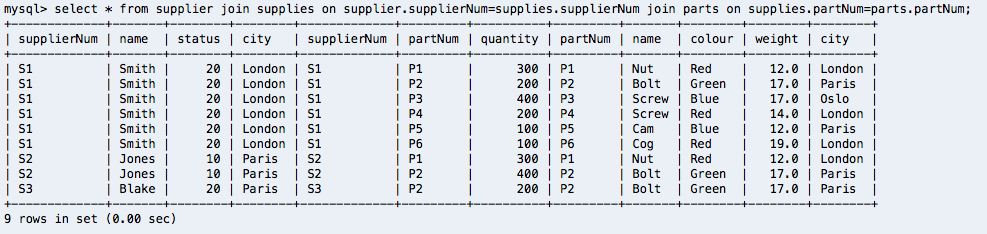 mysql> select * from supplier join supplies on supplier.supplierNum=supplies.supplierNum join parts on supplies.partNum=parts.partNum;
+-------------+-------+--------+--------+-------------+---------+----------+---------+-------+--------+--------+--------+
| supplierNum | name  | status | city   | supplierNum | partNum | quantity | partNum | name  | colour | weight | city   |
+-------------+-------+--------+--------+-------------+---------+----------+---------+-------+--------+--------+--------+
| S1          | Smith |     20 | London | S1          | P1      |      300 | P1      | Nut   | Red    |   12.0 | London |
| S1          | Smith |     20 | London | S1          | P2      |      200 | P2      | Bolt  | Green  |   17.0 | Paris  |
| S1          | Smith |     20 | London | S1          | P3      |      400 | P3      | Screw | Blue   |   17.0 | Oslo   |
| S1          | Smith |     20 | London | S1          | P4      |      200 | P4      | Screw | Red    |   14.0 | London |
| S1          | Smith |     20 | London | S1          | P5      |      100 | P5      | Cam   | Blue   |   12.0 | Paris  |
| S1          | Smith |     20 | London | S1          | P6      |      100 | P6      | Cog   | Red    |   19.0 | London |
| S2          | Jones |     10 | Paris  | S2          | P1      |      300 | P1      | Nut   | Red    |   12.0 | London |
| S2          | Jones |     10 | Paris  | S2          | P2      |      400 | P2      | Bolt  | Green  |   17.0 | Paris  |
| S3          | Blake |     20 | Paris  | S3          | P2      |      200 | P2      | Bolt  | Green  |   17.0 | Paris  |
+-------------+-------+--------+--------+-------------+---------+----------+---------+-------+--------+--------+--------+
9 rows in set (0.00 sec)